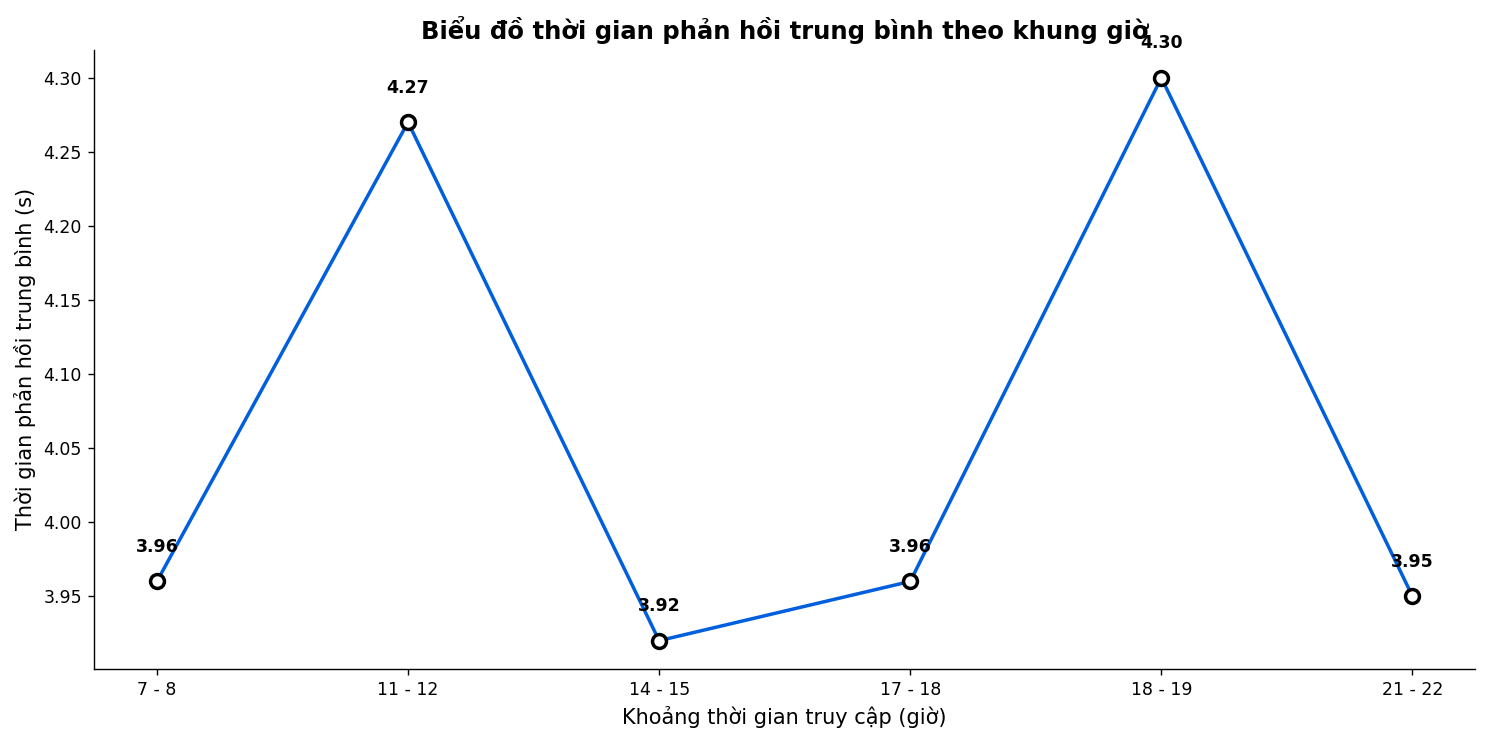 Biểu đồ thời gian phản hồi trung bình theo khung giờ
Thời gian phản hồi trung bình (s)
4.30
4.25
4.20
4.15
4.10
4.05
4.00
3.95
3.96
4.27
3.92
3.96
4.30
3.95
7 - 8
11 - 12
14 - 15
17 - 18
18 - 19
21 - 22
Khoảng thời gian truy cập (giờ)